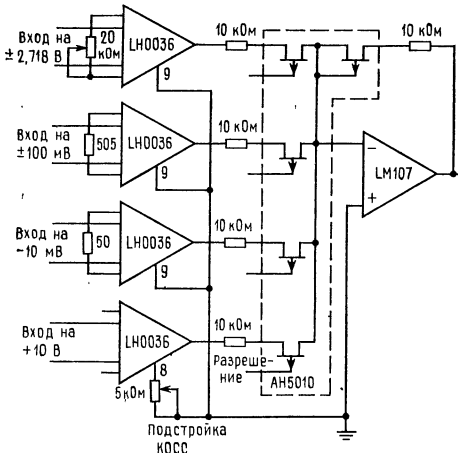 Вход на
± 2,718 В
20
кОм
LH0036
9
10 кОм
10 кОм
Вход на
±100 мВ
505
LH0036
9
10 кОм
LM107
Вход на
-10 мВ
50
LH0036
9
10 кОм
Вход на
+10 В
LH0036
8
5кОм
10 кОм
Разреше-
ние
AH5010
Подстройка
КОСС